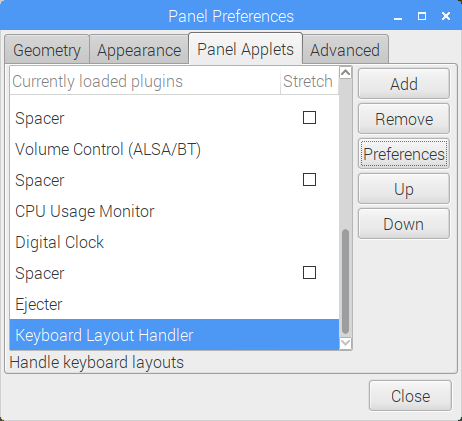 Panel Preferences
Geometry Appearance Panel Applets Advanced
Currently loaded plugins Stretch
Add
Spacer
Remove
Volume Control (ALSA/BT)
Preferences
Spacer
Up
CPU Usage Monitor
Down
Digital Clock
Spacer
Ejecter
Keyboard Layout Handler
Handle keyboard layouts
Close